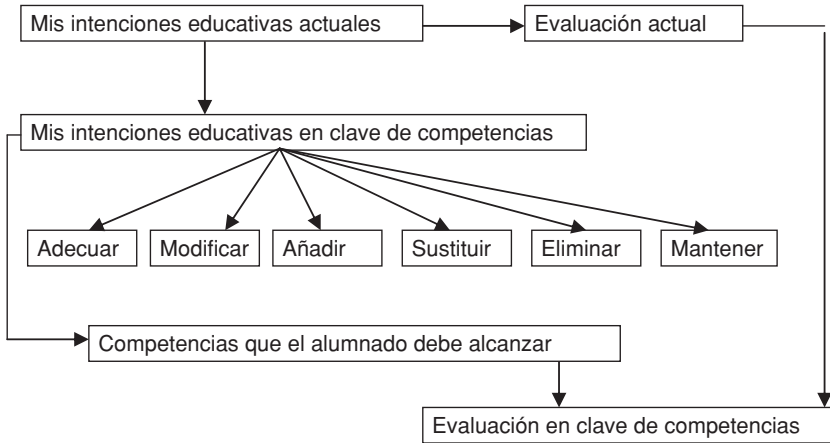 Mis intenciones educativas actuales
Evaluación actual
Mis intenciones educativas en clave de competencias
Adecuar
Modificar
Añadir
Sustituir
Eliminar
Mantener
Competencias que el alumnado debe alcanzar
Evaluación en clave de competencias